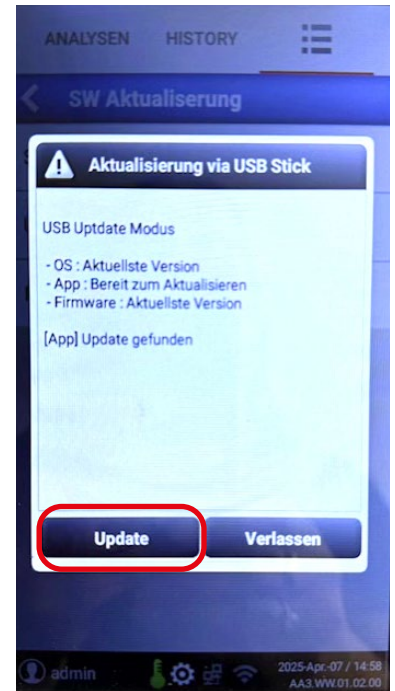 ANALYSEN HISTORY
SW Aktualiserung
Aktualisierung via USB Stick
USB Uptdate Modus
- OS : Aktuellste Version
- App : Bereit zum Aktualisieren
- Firmware : Aktuellste Version
[App] Update gefunden
Update Verlassen
admin 2025-Apr.-07 / 14:58
AA3.WW.01.02.00